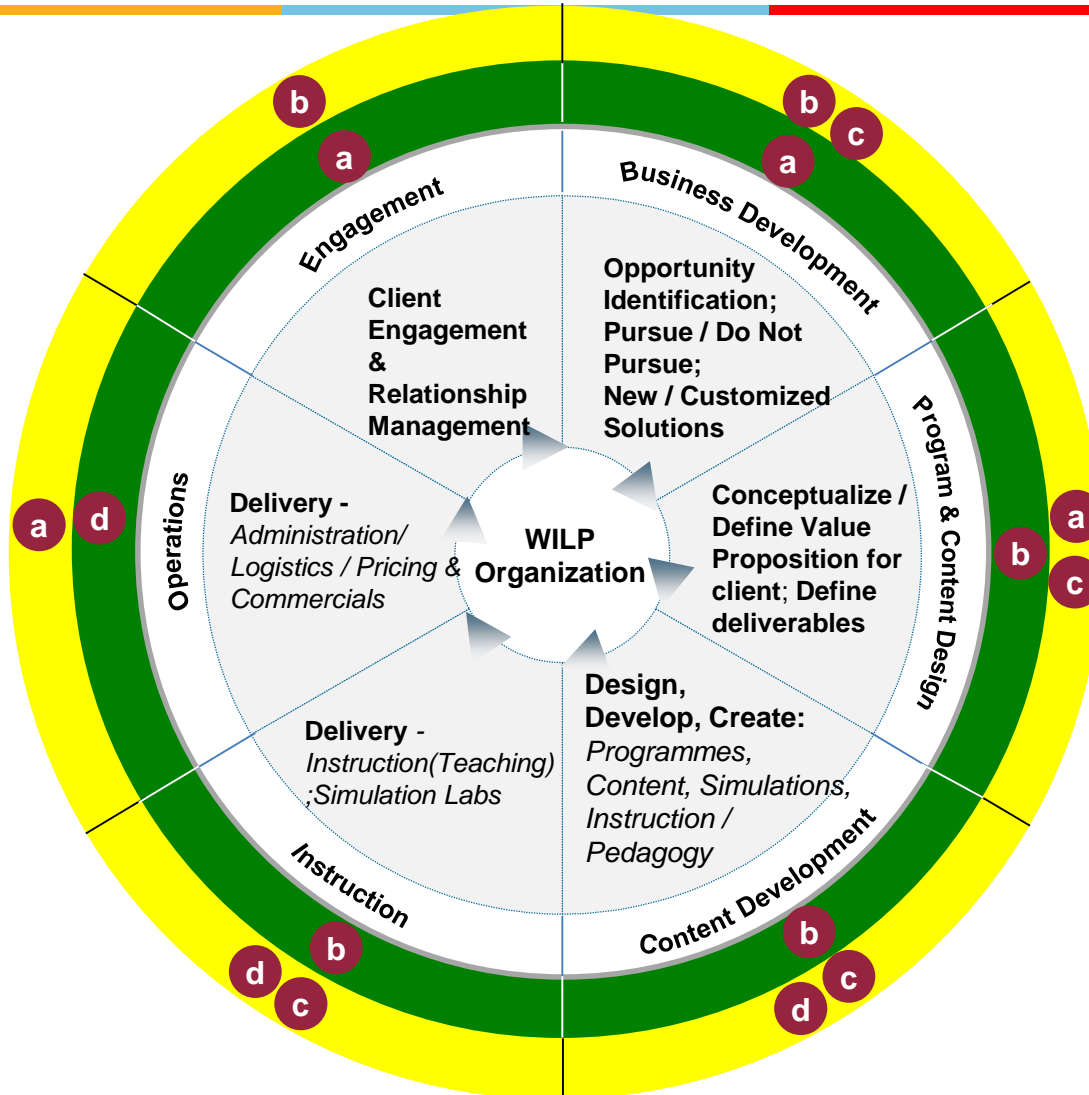 b
a
Engagement
Client
Engagement
&
Relationship
Management
b
c
a
Business Development
Opportunity
Identification;
Pursue / Do Not
Pursue;
New / Customized
Solutions
Program & Content Design
a
b
c
Conceptualize /
Define Value
Proposition for
client; Define
deliverables
WILP
Organization
Operations
a
d
Delivery -
Administration/
Logistics / Pricing &
Commercials
Design,
Develop, Create:
Programmes,
Content, Simulations,
Instruction /
Pedagogy
Content Development
b
c
d
Delivery -
Instruction(Teaching)
;Simulation Labs
Instruction
b
d
c